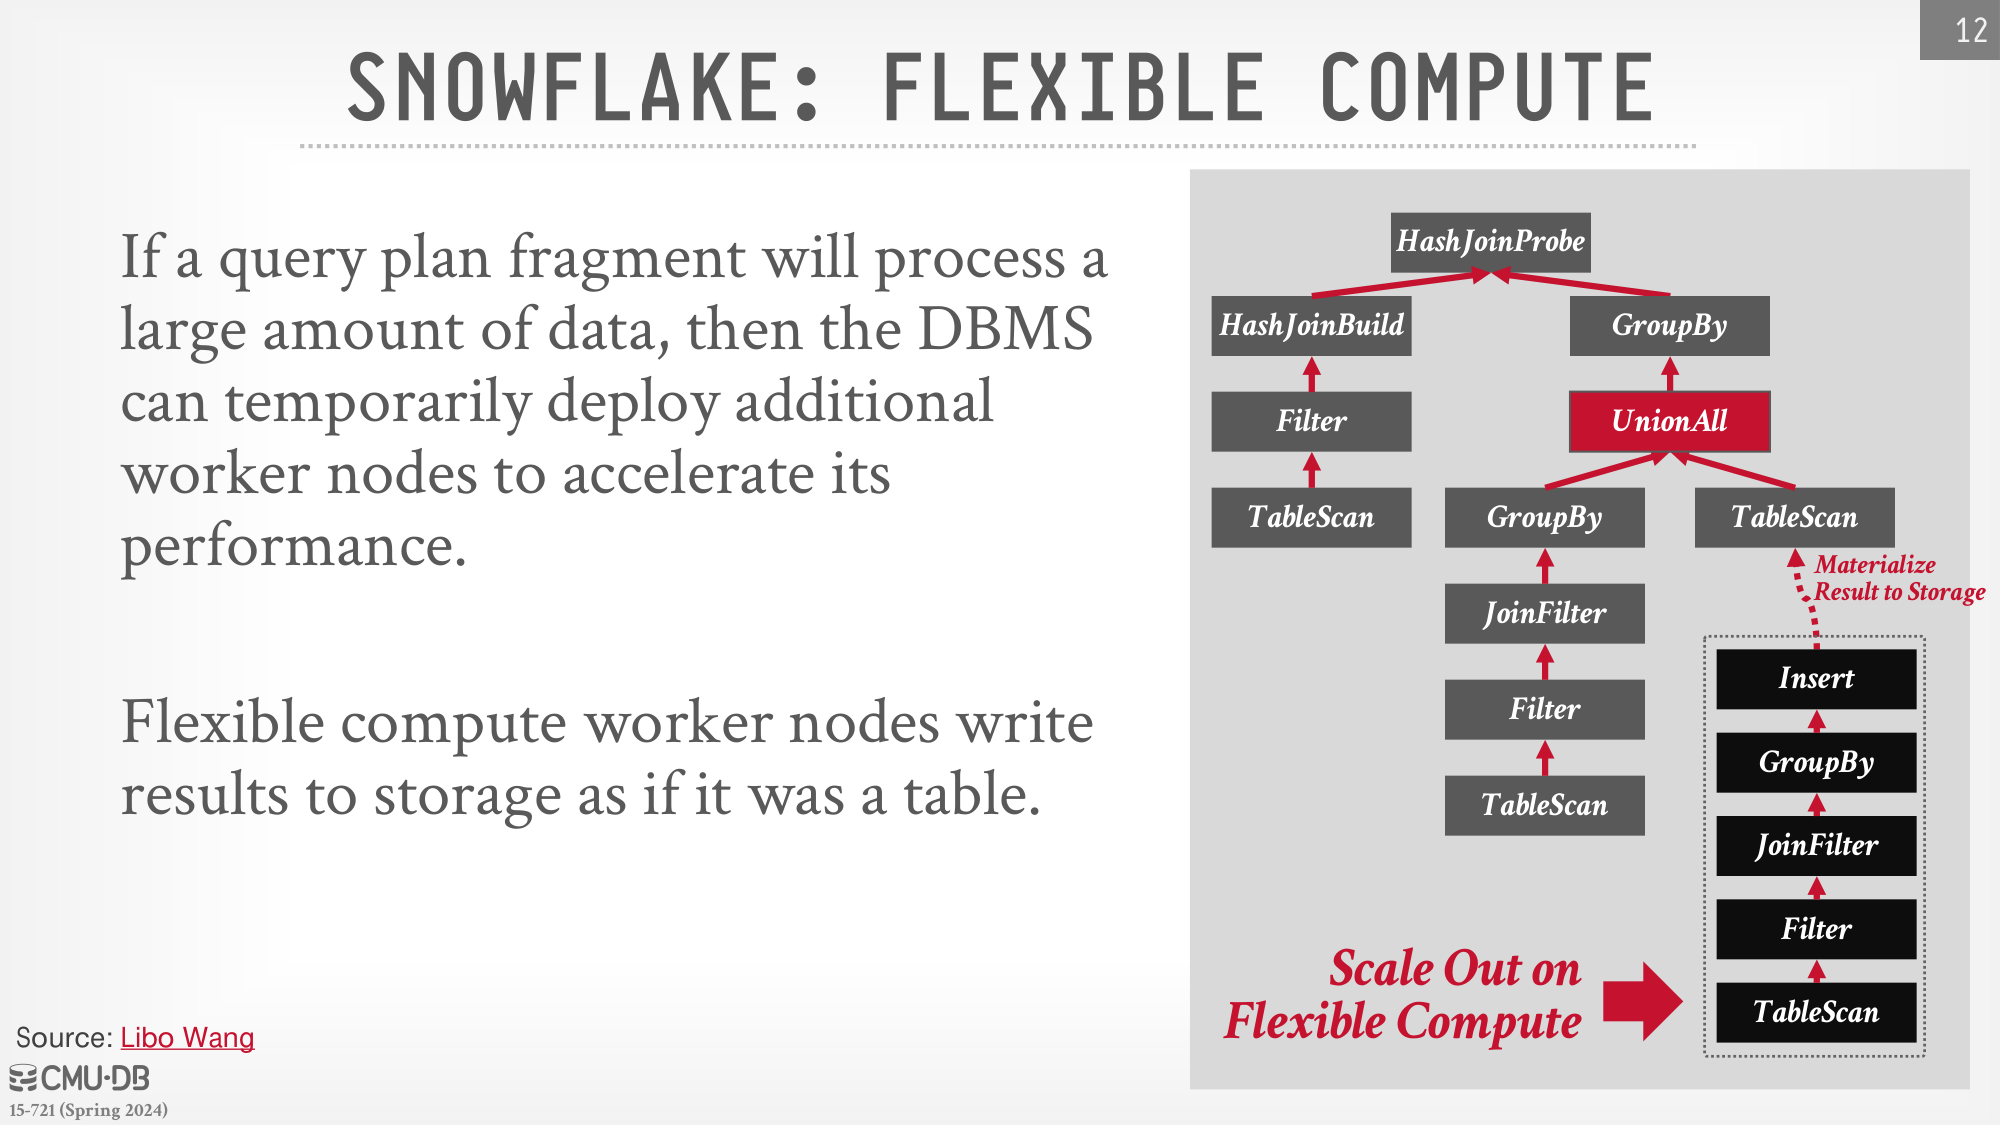 12
SNOWFLAKE: FLEXIBLE COMPUTE
If a query plan fragment will process a
large amount of data, then the DBMS
can temporarily deploy additional
worker nodes to accelerate its
performance.
Flexible compute worker nodes write
results to storage as if it was a table.
HashJoinProbe
HashJoinBuild
GroupBy
Filter
UnionAll
TableScan
GroupBy
TableScan
Materialize
Result to Storage
JoinFilter
Filter
TableScan
Insert
GroupBy
JoinFilter
Filter
TableScan
Scale Out on
Flexible Compute
Source: Libo Wang
CMU·DB
15-721 (Spring 2024)